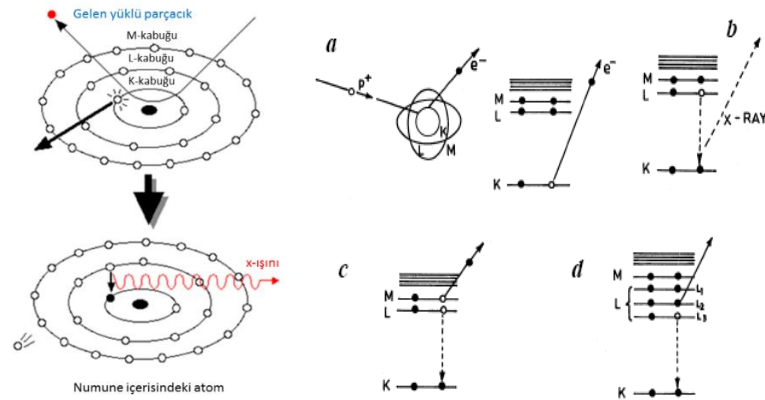 Gelen yüklü parçacık
M-kabuğu
L-kabuğu
K-kabuğu
x-ışını
Numune içerisindeki atom
a
p+
e−
K
L
M
e−
M
L
K
b
M
L
X-RAY
K
c
M
L
K
d
M
L1
L
L2
L3
K